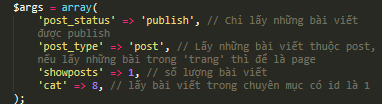 $args = array(
'post_status' => 'publish', // Chỉ lấy những bài viết
được publish
'post_type' => 'post', // Lấy những bài viết thuộc post,
nếu lấy những bài trong 'trang' thì để là page
'showposts' => 1, // số lượng bài viết
'cat' => 8, // lấy bài viết trong chuyên mục có id là 1
);